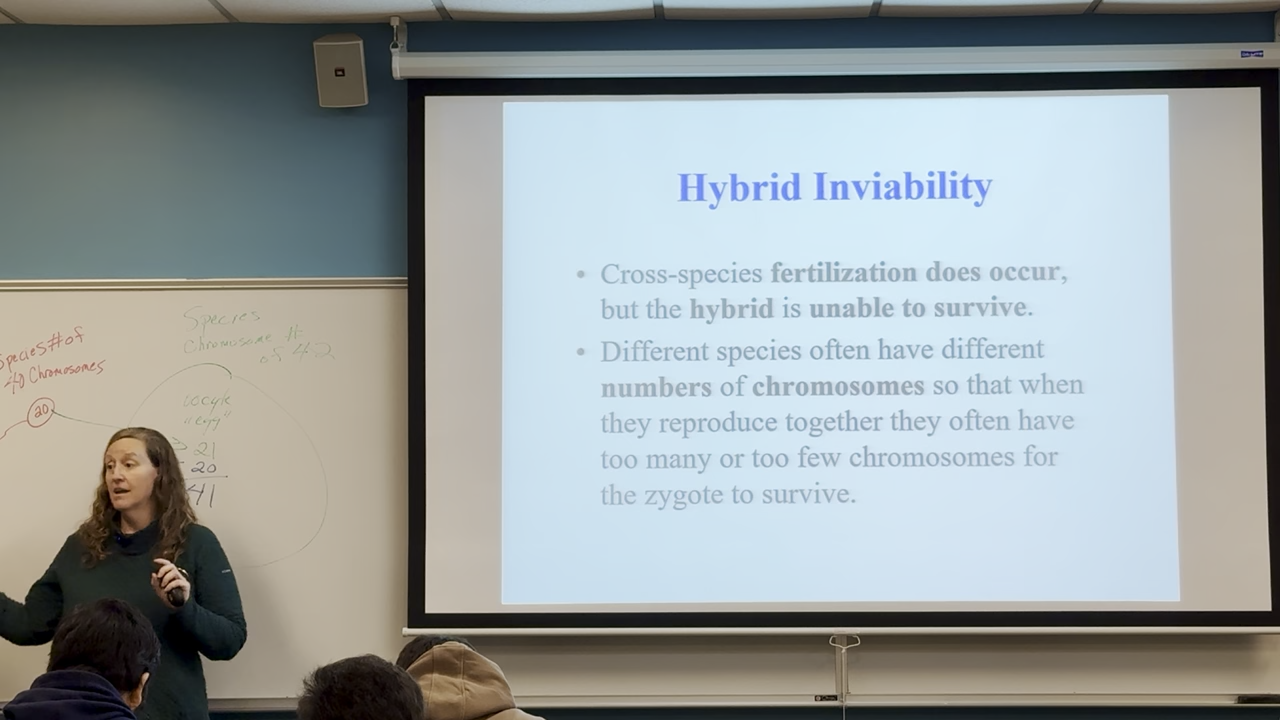 Hybrid Inviability
• Cross-species fertilization does occur,
but the hybrid is unable to survive.
• Different species often have different
numbers of chromosomes so that when
they reproduce together they often have
too many or too few chromosomes for
the zygote to survive.
Species # of
40 Chromosomes
20
Species
Chromosome #
of 42
oocyte
"egg"
21
20
41